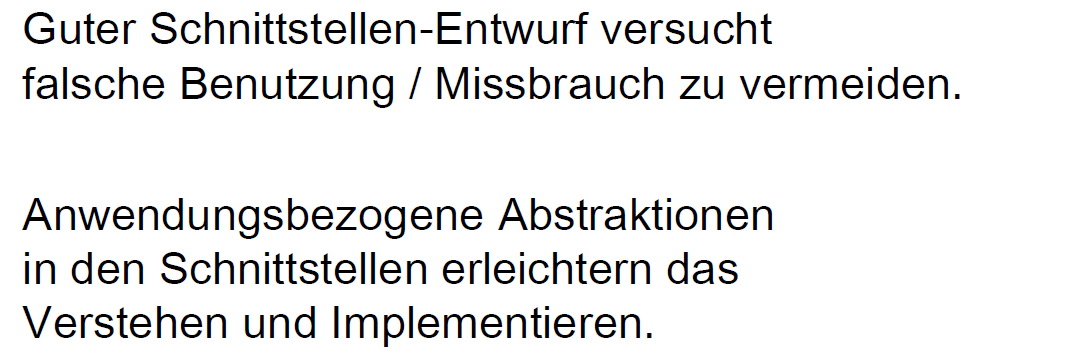 Guter Schnittstellen-Entwurf versucht
falsche Benutzung / Missbrauch zu vermeiden.
Anwendungsbezogene Abstraktionen
in den Schnittstellen erleichtern das
Verstehen und Implementieren.